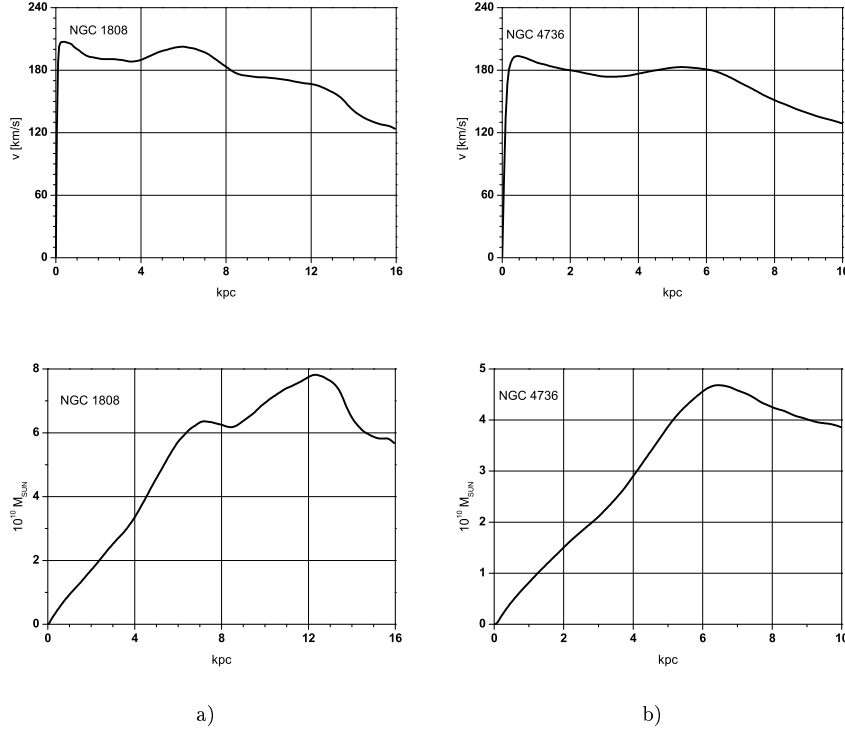 240
180
120
60
0
v [km/s]
NGC 1808
0 4 8 12 16
kpc
240
180
120
60
0
v [km/s]
NGC 4736
0 2 4 6 8 10
kpc
8
6
4
2
0
10^10 M_SUN
NGC 1808
0 4 8 12 16
kpc
5
4
3
2
1
0
10^10 M_SUN
NGC 4736
0 2 4 6 8 10
kpc
a) b)